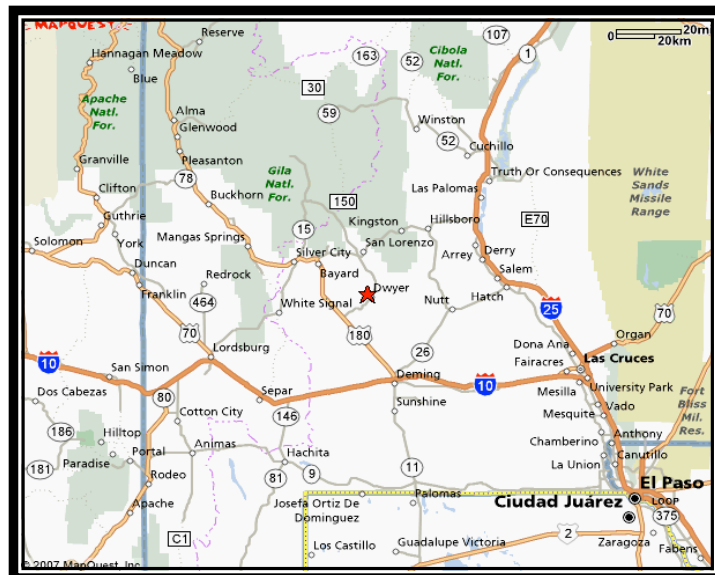 MAPQUEST
Reserve
107
20mi
0
20km
Hannagan Meadow
163
52
Cibola
Natl.
For.
1
Blue
30
Apache
Natl.
For.
Alma
59
Winston
Glenwood
52
Cuchillo
Pleasanton
Granville
78
Gila
Natl.
For.
Truth Or Consequences
White
Sands
Missile
Range
Clifton
Buckhorn
150
Las Palomas
Guthrie
Kingston
Hillsboro
E70
15
York
Mangas Springs
San Lorenzo
Solomon
Silver City
Arrey
Derry
Duncan
Bayard
Salem
Redrock
Dwyer
Franklin
464
White Signal
Nutt
Hatch
25
70
180
70
Organ
Lordsburg
26
Dona Ana
10
Las Cruces
San Simon
Fairacres
Deming
10
Dos Cabezas
80
Separ
Mesilla
University Park
Fort
Bliss
Mil.
Res.
Cotton City
146
Sunshine
Vado
186
Mesquite
Hilltop
Chamberino
Anthony
Portal
Animas
Hachita
Canutillo
181
Paradise
La Union
Rodeo
81
9
11
El Paso
Palomas
Apache
Josefa Ortiz De
Dominguez
Ciudad Juárez
LOOP
375
C1
2
Los Castillo
Guadalupe Victoria
Zaragoza
Fabens
© 2007 MapQuest, Inc.